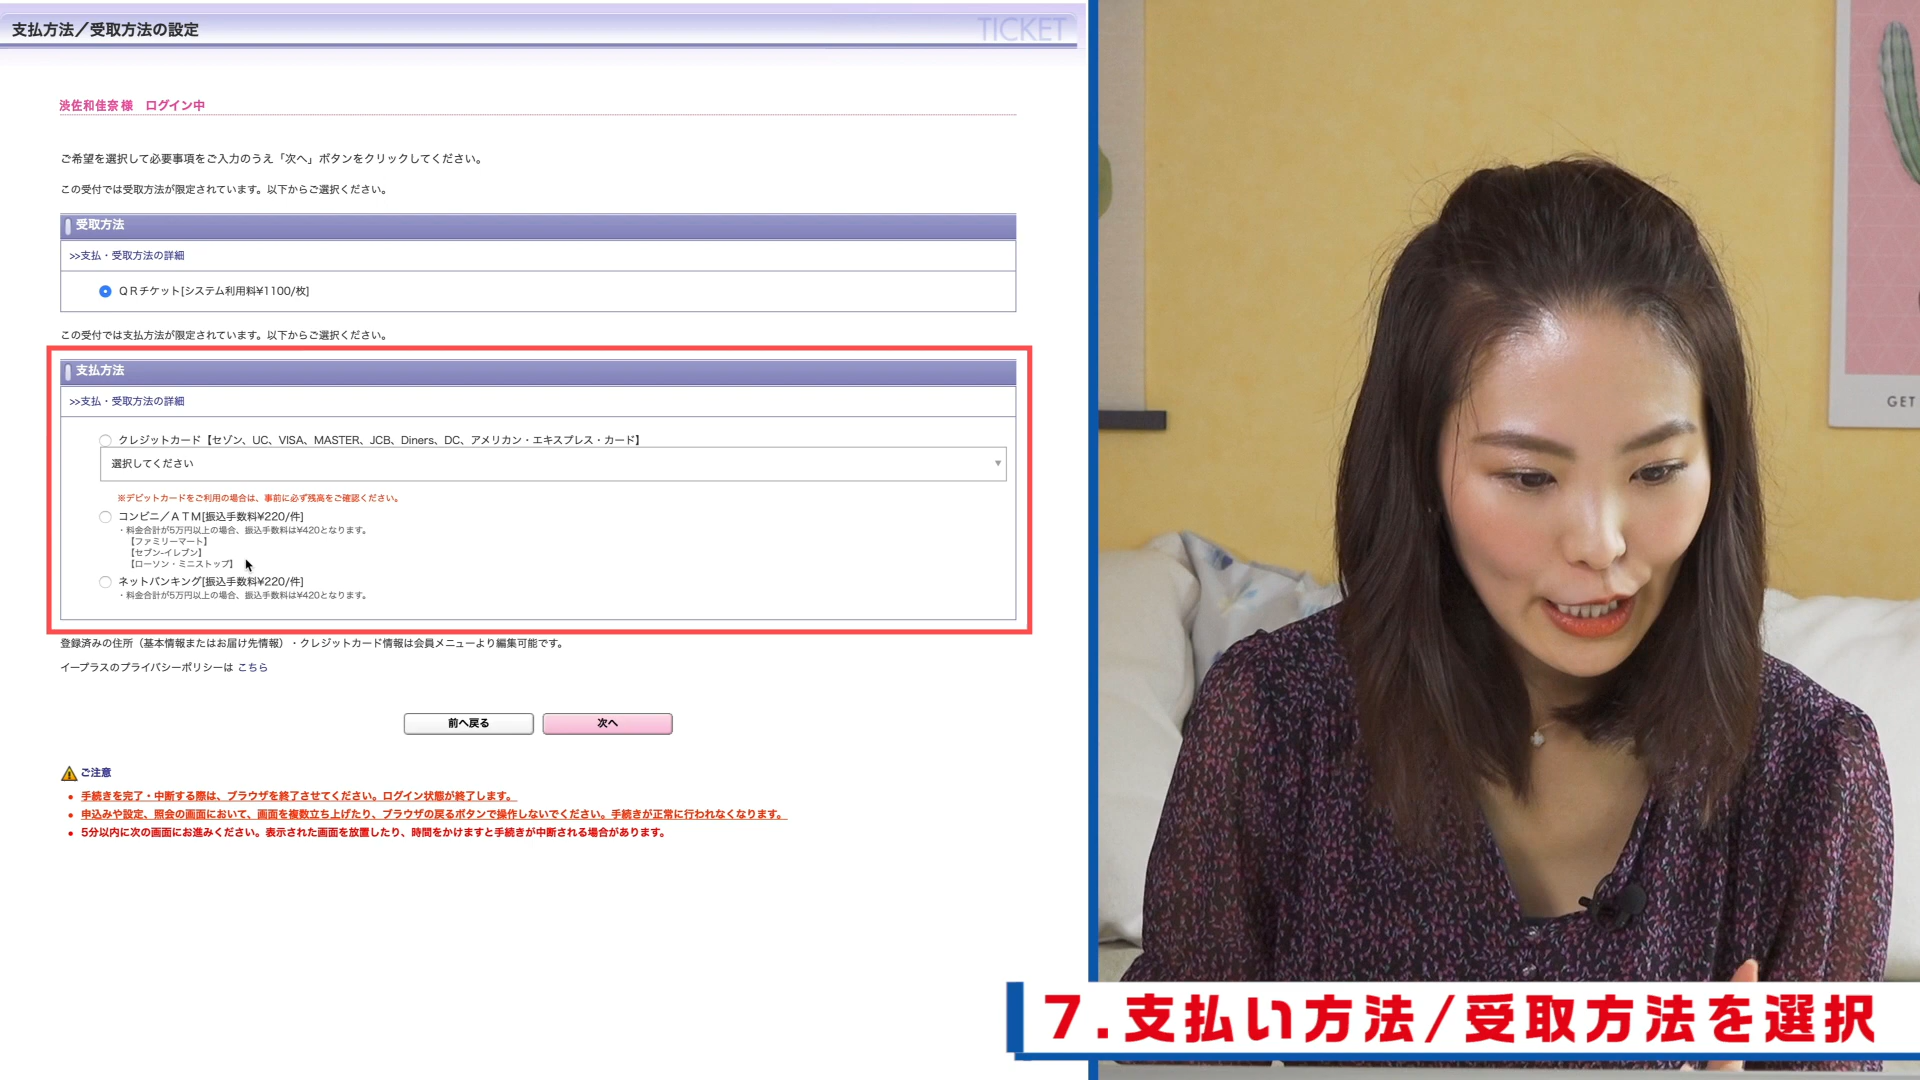 支払方法／受取方法の設定
TICKET
渋佐和佳奈 様　ログイン中
ご希望を選択して必要事項をご入力のうえ「次へ」ボタンをクリックしてください。
この受付では受取方法が限定されています。以下からご選択ください。
受取方法
>>支払・受取方法の詳細
ＱＲチケット[システム利用料¥1100/枚]
この受付では支払方法が限定されています。以下からご選択ください。
支払方法
>>支払・受取方法の詳細
クレジットカード【セゾン、UC、VISA、MASTER、JCB、Diners、DC、アメリカン・エキスプレス・カード】
選択してください
※デビットカードをご利用の場合は、事前に必ず残高をご確認ください。
コンビニ／ＡＴＭ[振込手数料¥220/件]
・料金合計が5万円以上の場合、振込手数料は¥420となります。
【ファミリーマート】
【セブン-イレブン】
【ローソン・ミニストップ】
ネットバンキング[振込手数料¥220/件]
・料金合計が5万円以上の場合、振込手数料は¥420となります。
登録済みの住所（基本情報またはお届け先情報）・クレジットカード情報は会員メニューより編集可能です。
イープラスのプライバシーポリシーは こちら
前へ戻る
次へ
ご注意
• 手続きを完了・中断する際は、ブラウザを終了させてください。ログイン状態が終了します。
• 申込みや設定、照会の画面において、画面を複数立ち上げたり、ブラウザの戻るボタンで操作しないでください。手続きが正常に行われなくなります。
• 5分以内に次の画面にお進みください。表示された画面を放置したり、時間をかけますと手続きが中断される場合があります。
GET
7.支払い方法/受取方法を選択